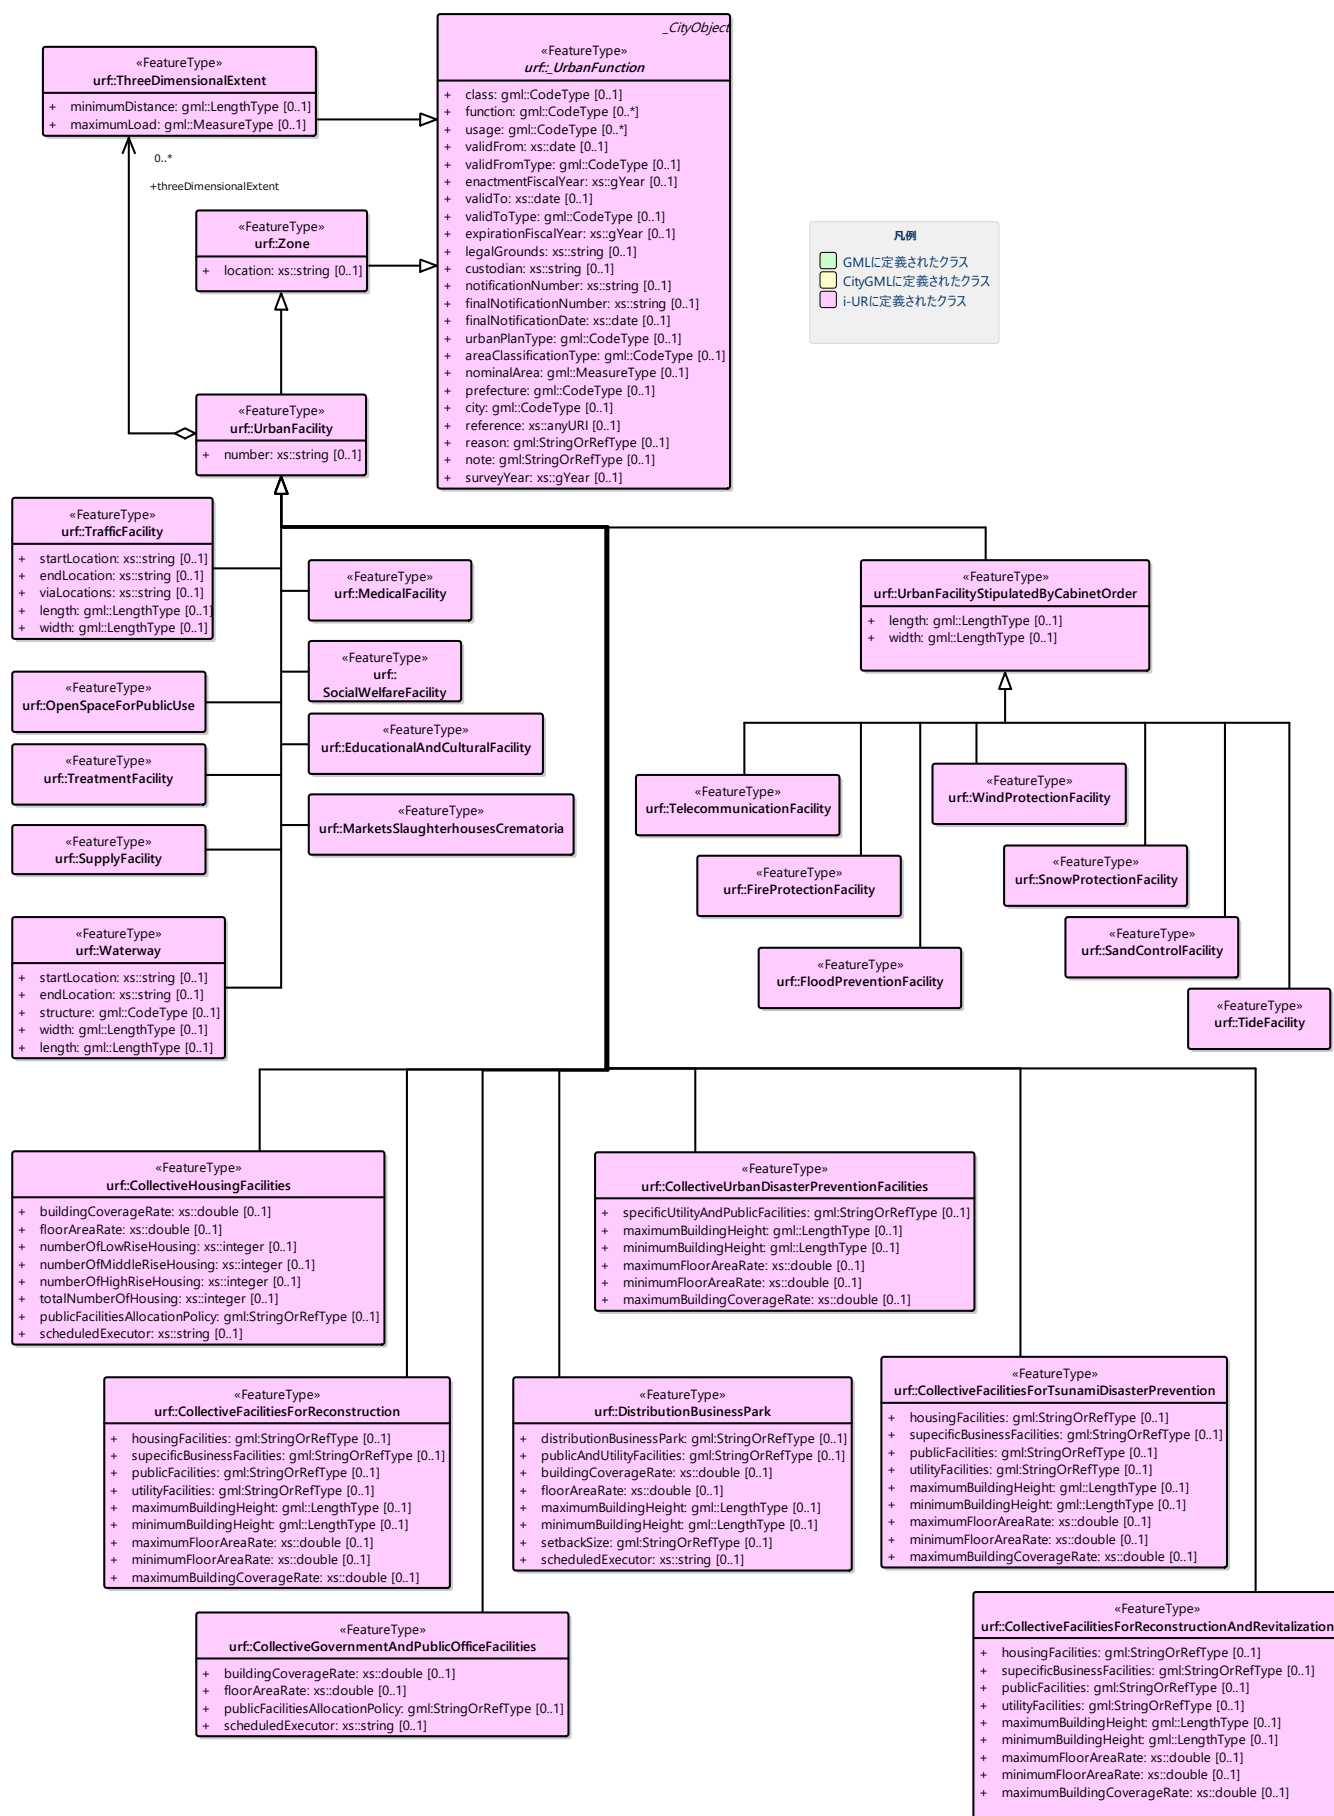 _CityObject
«FeatureType»
urf::_UrbanFunction
+ class: gml::CodeType [0..1]
+ function: gml::CodeType [0..*]
+ usage: gml::CodeType [0..*]
+ validFrom: xs::date [0..1]
+ validFromType: gml::CodeType [0..1]
+ enactmentFiscalYear: xs::gYear [0..1]
+ validTo: xs::date [0..1]
+ validToType: gml::CodeType [0..1]
+ expirationFiscalYear: xs::gYear [0..1]
+ legalGrounds: xs::string [0..1]
+ custodian: xs::string [0..1]
+ notificationNumber: xs::string [0..1]
+ finalNotificationNumber: xs::string [0..1]
+ finalNotificationDate: xs::date [0..1]
+ urbanPlanType: gml::CodeType [0..1]
+ areaClassificationType: gml::CodeType [0..1]
+ nominalArea: gml::MeasureType [0..1]
+ prefecture: gml::CodeType [0..1]
+ city: gml::CodeType [0..1]
+ reference: xs::anyURI [0..1]
+ reason: gml:StringOrRefType [0..1]
+ note: gml:StringOrRefType [0..1]
+ surveyYear: xs::gYear [0..1]
«FeatureType»
urf::ThreeDimensionalExtent
+ minimumDistance: gml::LengthType [0..1]
+ maximumLoad: gml::MeasureType [0..1]
0..*
+threeDimensionalExtent
«FeatureType»
urf::Zone
+ location: xs::string [0..1]
凡例
GMLに定義されたクラス
CityGMLに定義されたクラス
i-URに定義されたクラス
«FeatureType»
urf::UrbanFacility
+ number: xs::string [0..1]
«FeatureType»
urf::TrafficFacility
+ startLocation: xs::string [0..1]
+ endLocation: xs::string [0..1]
+ viaLocations: xs::string [0..1]
+ length: gml::LengthType [0..1]
+ width: gml::LengthType [0..1]
«FeatureType»
urf::MedicalFacility
«FeatureType»
urf::
SocialWelfareFacility
«FeatureType»
urf::OpenSpaceForPublicUse
«FeatureType»
urf::EducationalAndCulturalFacility
«FeatureType»
urf::TreatmentFacility
«FeatureType»
urf::MarketsSlaughterhousesCrematoria
«FeatureType»
urf::SupplyFacility
«FeatureType»
urf::Waterway
+ startLocation: xs::string [0..1]
+ endLocation: xs::string [0..1]
+ structure: gml::CodeType [0..1]
+ width: gml::LengthType [0..1]
+ length: gml::LengthType [0..1]
«FeatureType»
urf::UrbanFacilityStipulatedByCabinetOrder
+ length: gml::LengthType [0..1]
+ width: gml::LengthType [0..1]
«FeatureType»
urf::TelecommunicationFacility
«FeatureType»
urf::WindProtectionFacility
«FeatureType»
urf::FireProtectionFacility
«FeatureType»
urf::SnowProtectionFacility
«FeatureType»
urf::SandControlFacility
«FeatureType»
urf::FloodPreventionFacility
«FeatureType»
urf::TideFacility
«FeatureType»
urf::CollectiveHousingFacilities
+ buildingCoverageRate: xs::double [0..1]
+ floorAreaRate: xs::double [0..1]
+ numberOfLowRiseHousing: xs::integer [0..1]
+ numberOfMiddleRiseHousing: xs::integer [0..1]
+ numberOfHighRiseHousing: xs::integer [0..1]
+ totalNumberOfHousing: xs::integer [0..1]
+ publicFacilitiesAllocationPolicy: gml:StringOrRefType [0..1]
+ scheduledExecutor: xs::string [0..1]
«FeatureType»
urf::CollectiveUrbanDisasterPreventionFacilities
+ specificUtilityAndPublicFacilities: gml:StringOrRefType [0..1]
+ maximumBuildingHeight: gml::LengthType [0..1]
+ minimumBuildingHeight: gml::LengthType [0..1]
+ maximumFloorAreaRate: xs::double [0..1]
+ minimumFloorAreaRate: xs::double [0..1]
+ maximumBuildingCoverageRate: xs::double [0..1]
«FeatureType»
urf::CollectiveFacilitiesForReconstruction
+ housingFacilities: gml:StringOrRefType [0..1]
+ supecificBusinessFacilities: gml:StringOrRefType [0..1]
+ publicFacilities: gml:StringOrRefType [0..1]
+ utilityFacilities: gml:StringOrRefType [0..1]
+ maximumBuildingHeight: gml::LengthType [0..1]
+ minimumBuildingHeight: gml::LengthType [0..1]
+ maximumFloorAreaRate: xs::double [0..1]
+ minimumFloorAreaRate: xs::double [0..1]
+ maximumBuildingCoverageRate: xs::double [0..1]
«FeatureType»
urf::DistributionBusinessPark
+ distributionBusinessPark: gml:StringOrRefType [0..1]
+ publicAndUtilityFacilities: gml:StringOrRefType [0..1]
+ buildingCoverageRate: xs::double [0..1]
+ floorAreaRate: xs::double [0..1]
+ maximumBuildingHeight: gml::LengthType [0..1]
+ minimumBuildingHeight: gml::LengthType [0..1]
+ setbackSize: gml:StringOrRefType [0..1]
+ scheduledExecutor: xs::string [0..1]
«FeatureType»
urf::CollectiveFacilitiesForTsunamiDisasterPrevention
+ housingFacilities: gml:StringOrRefType [0..1]
+ supecificBusinessFacilities: gml:StringOrRefType [0..1]
+ publicFacilities: gml:StringOrRefType [0..1]
+ utilityFacilities: gml:StringOrRefType [0..1]
+ maximumBuildingHeight: gml::LengthType [0..1]
+ minimumBuildingHeight: gml::LengthType [0..1]
+ maximumFloorAreaRate: xs::double [0..1]
+ minimumFloorAreaRate: xs::double [0..1]
+ maximumBuildingCoverageRate: xs::double [0..1]
«FeatureType»
urf::CollectiveGovernmentAndPublicOfficeFacilities
+ buildingCoverageRate: xs::double [0..1]
+ floorAreaRate: xs::double [0..1]
+ publicFacilitiesAllocationPolicy: gml:StringOrRefType [0..1]
+ scheduledExecutor: xs::string [0..1]
«FeatureType»
urf::CollectiveFacilitiesForReconstructionAndRevitalization
+ housingFacilities: gml:StringOrRefType [0..1]
+ supecificBusinessFacilities: gml:StringOrRefType [0..1]
+ publicFacilities: gml:StringOrRefType [0..1]
+ utilityFacilities: gml:StringOrRefType [0..1]
+ maximumBuildingHeight: gml::LengthType [0..1]
+ minimumBuildingHeight: gml::LengthType [0..1]
+ maximumFloorAreaRate: xs::double [0..1]
+ minimumFloorAreaRate: xs::double [0..1]
+ maximumBuildingCoverageRate: xs::double [0..1]